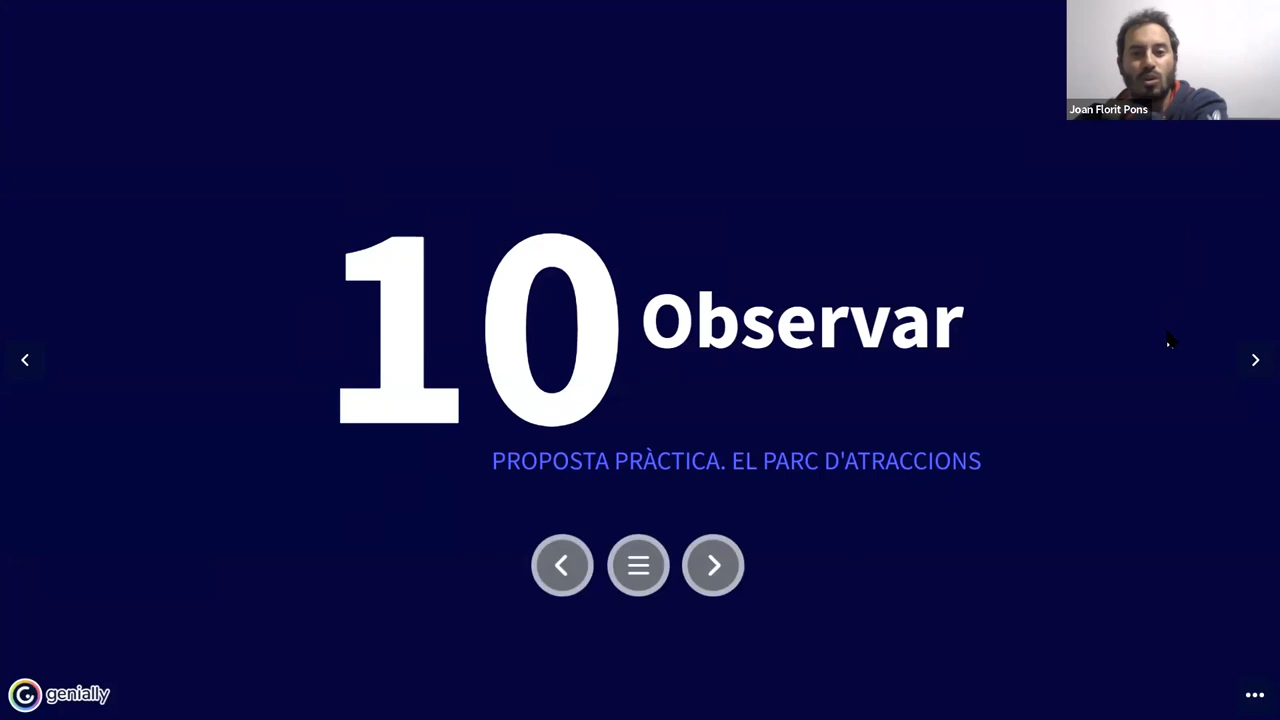 Joan Florit Pons
10 Observar
PROPOSTA PRÀCTICA. EL PARC D'ATRACCIONS
genially